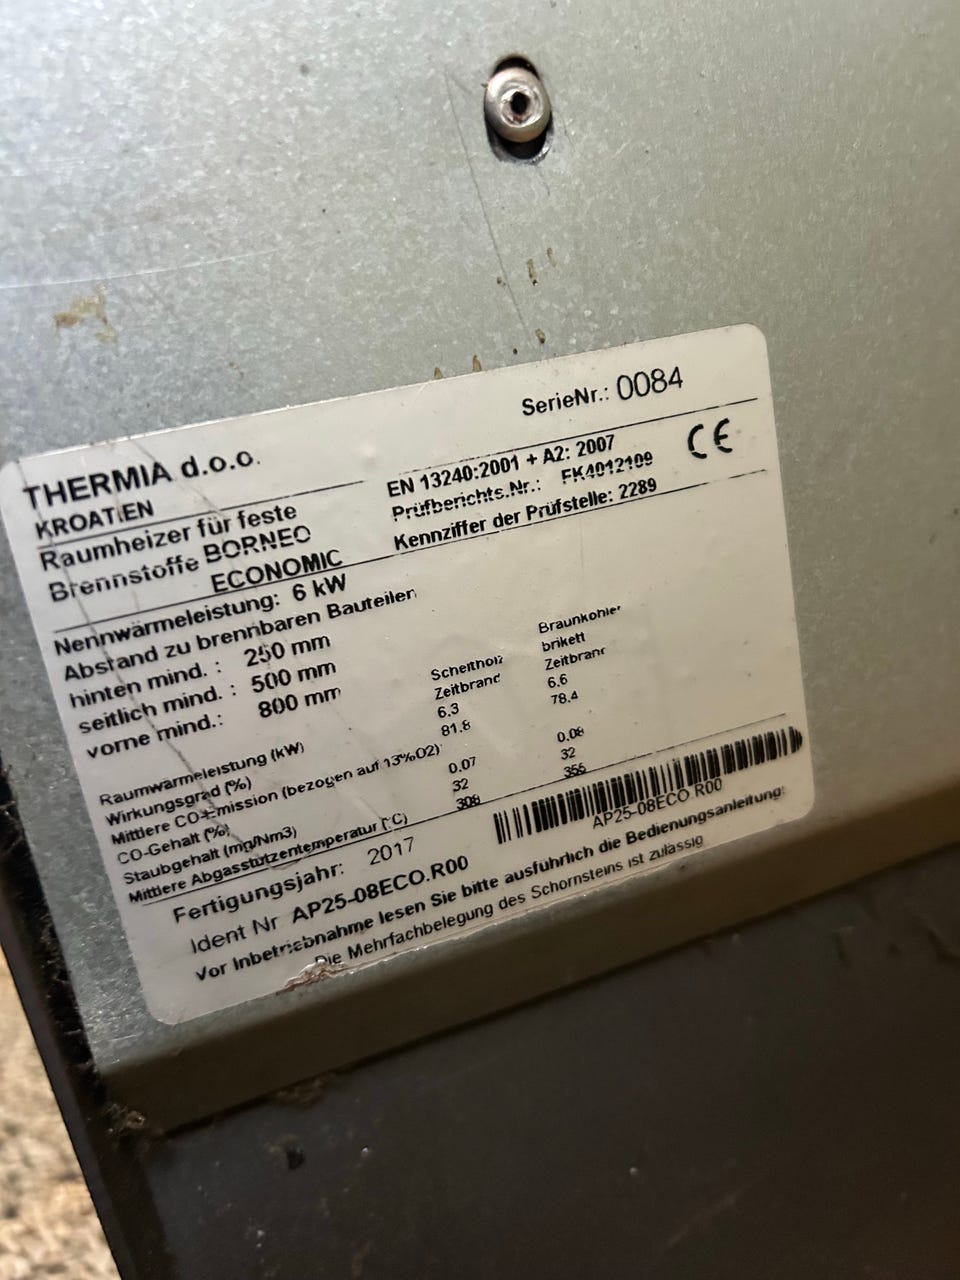 SerieNr.: 0084
THERMIA d.o.o.
KROATIEN
EN 13240:2001 + A2: 2007
Prüfberichts.Nr.: FK4012109
Kennziffer der Prüfstelle: 2289
CE
Raumheizer für feste
Brennstoffe BORNEO
ECONOMIC
Nennwärmeleistung: 6 kW
Abstand zu brennbaren Bauteilen
hinten mind. : 250 mm
seitlich mind. : 500 mm
vorne mind.: 800 mm
Scheitholz Braunkohler
brikett
Zeitbrand Zeitbrand
Raumwärmeleistung (kW) 6.3 6.6
Wirkungsgrad (%) 81.8 78.4
Mittlere CO-Emission (bezogen auf 13%O2)
CO-Gehalt (%) 0.07 0.08
Staubgehalt (mg/Nm3) 32 32
Mittlere Abgasstutzentemperatur (°C) 308 355
Fertigungsjahr: 2017
Ident Nr AP25-08ECO.R00
AP25-08ECO.R00
Vor Inbetriebnahme lesen Sie bitte ausführlich die Bedienungsanleitung!
Die Mehrfachbelegung des Schornsteins ist zulässig